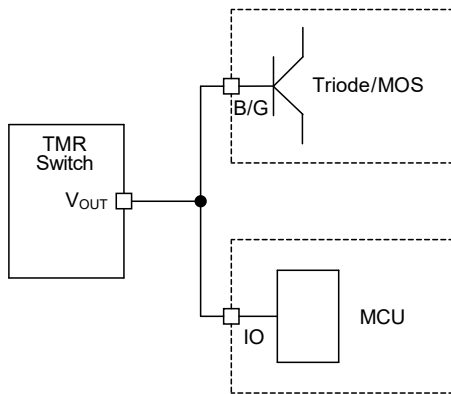 Triode/MOS
B/G
TMR
Switch
VOUT
MCU
IO